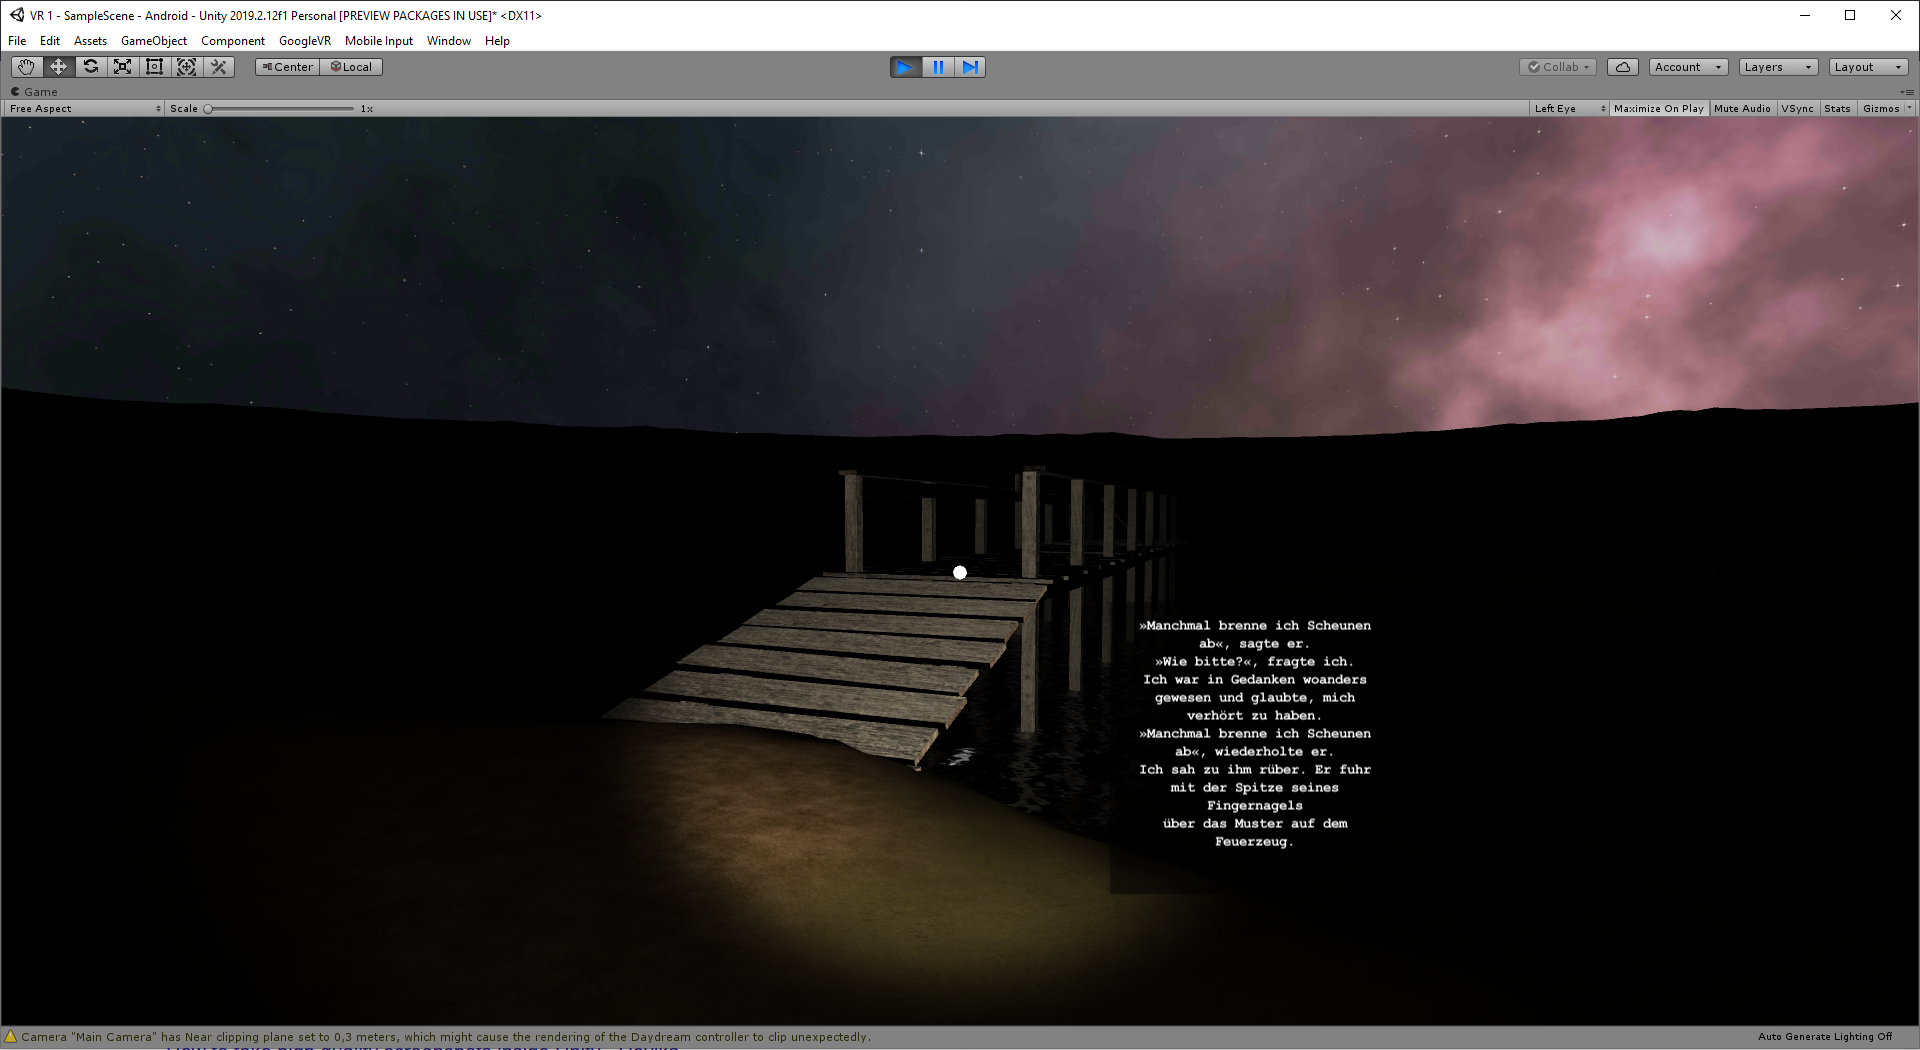 VR 1 - SampleScene - Android - Unity 2019.2.12f1 Personal [PREVIEW PACKAGES IN USE]* <DX11>
File Edit Assets GameObject Component GoogleVR Mobile Input Window Help
Center Local Collab Account Layers Layout
Game
Free Aspect Scale 1x Left Eye Maximize On Play Mute Audio VSync Stats Gizmos
»Manchmal brenne ich Scheunen
ab«, sagte er.
»Wie bitte?«, fragte ich.
Ich war in Gedanken woanders
gewesen und glaubte, mich
verhört zu haben.
»Manchmal brenne ich Scheunen
ab«, wiederholte er.
Ich sah zu ihm rüber. Er fuhr
mit der Spitze seines
Fingernagels
über das Muster auf dem
Feuerzeug.
Camera "Main Camera" has Near clipping plane set to 0,3 meters, which might cause the rendering of the Daydream controller to clip unexpectedly.
Auto Generate Lighting Off